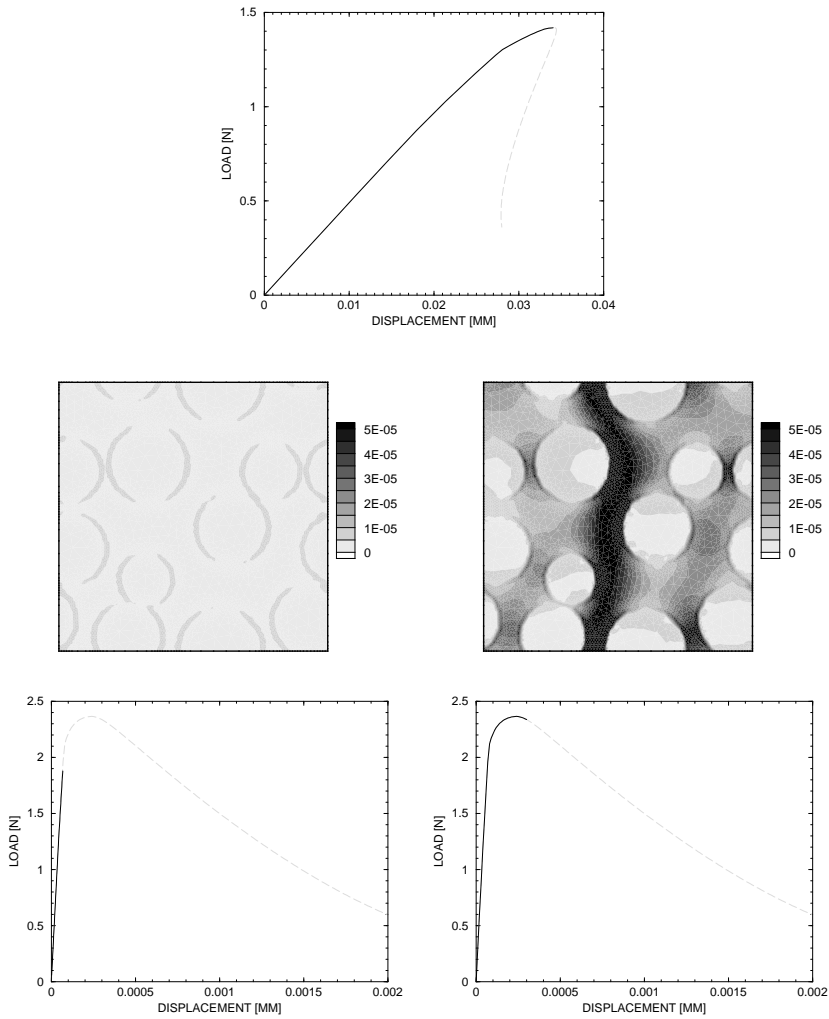 1.5
1
0.5
0
LOAD [N]
0 0.01 0.02 0.03 0.04
DISPLACEMENT [MM]
5E-05
4E-05
3E-05
2E-05
1E-05
0
5E-05
4E-05
3E-05
2E-05
1E-05
0
2.5
2
1.5
1
0.5
0
LOAD [N]
0 0.0005 0.001 0.0015 0.002
DISPLACEMENT [MM]
2.5
2
1.5
1
0.5
0
LOAD [N]
0 0.0005 0.001 0.0015 0.002
DISPLACEMENT [MM]